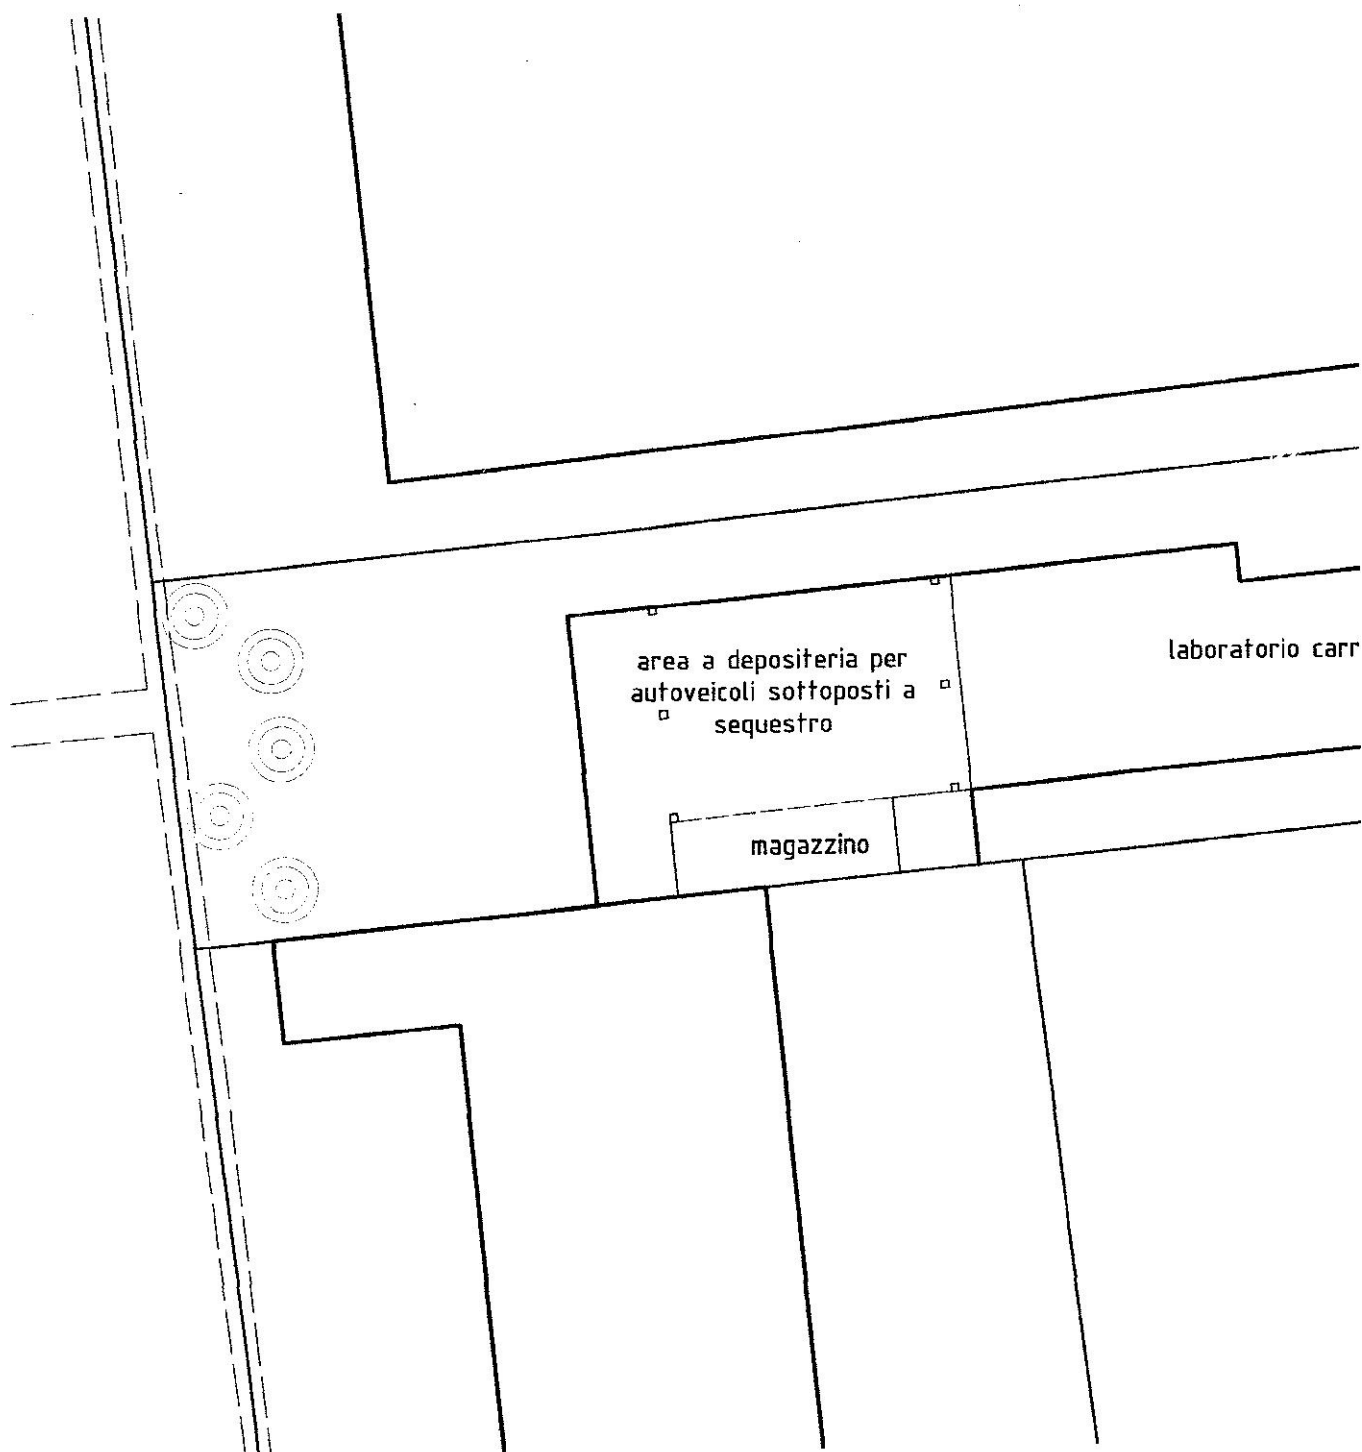 area a depositeria per
autoveicoli sottoposti a
sequestro
laboratorio carr
magazzino